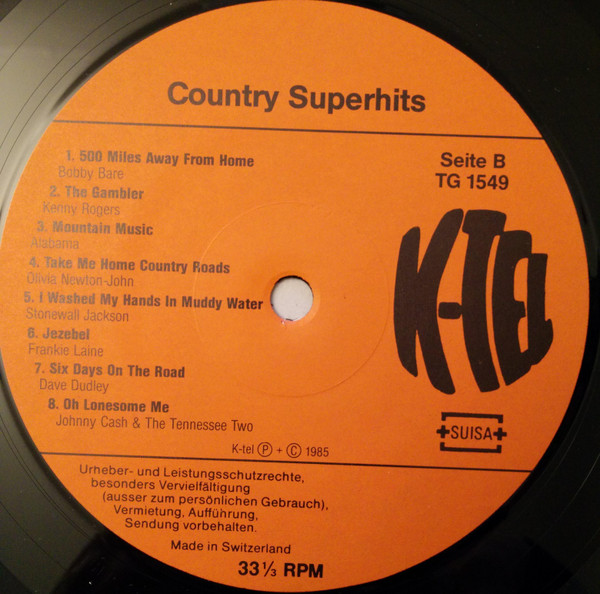 Country Superhits
Seite B
TG 1549
1. 500 Miles Away From Home
Bobby Bare
2. The Gambler
Kenny Rogers
3. Mountain Music
Alabama
4. Take Me Home Country Roads
Olivia Newton-John
5. I Washed My Hands In Muddy Water
Stonewall Jackson
6. Jezebel
Frankie Laine
7. Six Days On The Road
Dave Dudley
8. Oh Lonesome Me
Johnny Cash & The Tennessee Two
K-TEL
SUISA
K-tel Ⓟ + Ⓒ 1985
Urheber- und Leistungsschutzrechte,
besonders Vervielfältigung
(ausser zum persönlichen Gebrauch),
Vermietung, Aufführung,
Sendung vorbehalten.
Made in Switzerland
33⅓ RPM